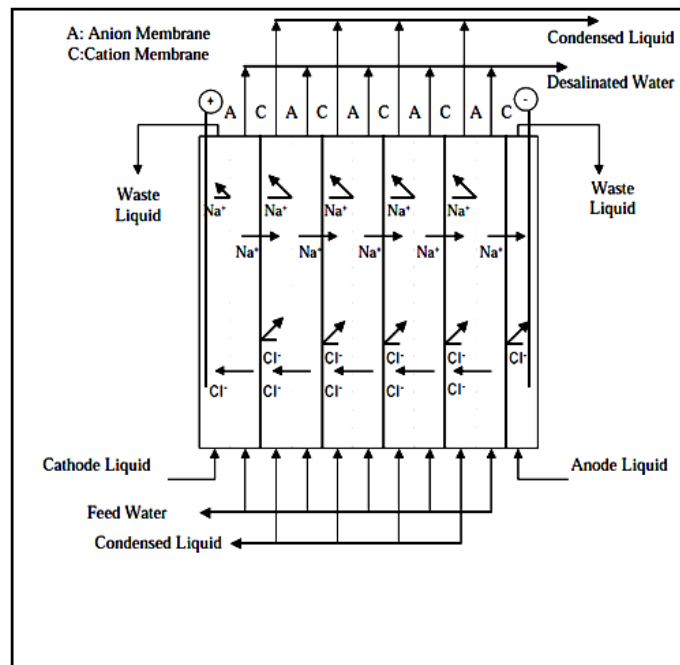 A: Anion Membrane
C:Cation Membrane
Condensed Liquid
Desalinated Water
+ A C A C A C A C A C -
Waste
Liquid
Waste
Liquid
Na⁺ Na⁺ Na⁺ Na⁺ Na⁺
Na⁺ Na⁺ Na⁺ Na⁺ Na⁺
Cl⁻ Cl⁻ Cl⁻ Cl⁻ Cl⁻
Cl⁻ Cl⁻ Cl⁻ Cl⁻ Cl⁻
Cathode Liquid
Anode Liquid
Feed Water
Condensed Liquid